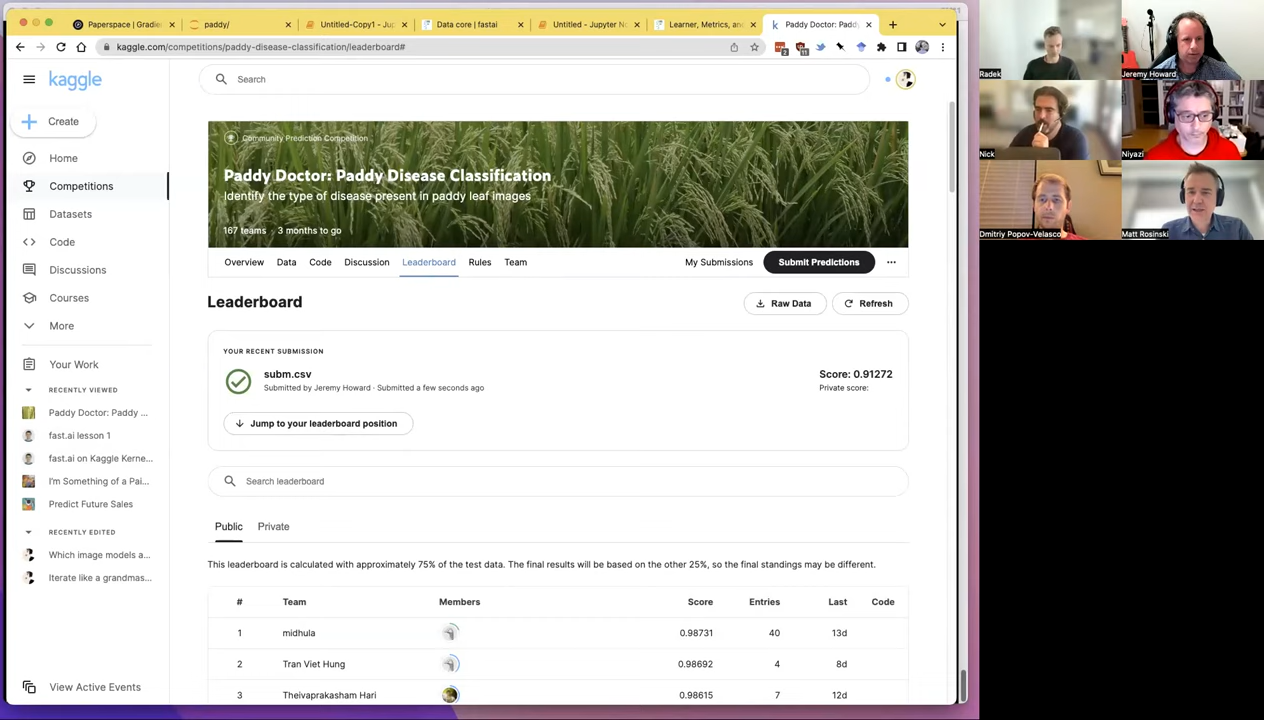 Paperspace | Gradie
paddy/
Untitled-Copy1 - Jup
Data core | fastai
Untitled - Jupyter No
Learner, Metrics, and
Paddy Doctor: Paddy
kaggle.com/competitions/paddy-disease-classification/leaderboard#
kaggle
Search
Create
Home
Competitions
Datasets
Code
Discussions
Courses
More
Your Work
RECENTLY VIEWED
Paddy Doctor: Paddy ...
fast.ai lesson 1
fast.ai on Kaggle Kerne...
I'm Something of a Pai...
Predict Future Sales
RECENTLY EDITED
Which image models a...
Iterate like a grandmas...
View Active Events
Community Prediction Competition
Paddy Doctor: Paddy Disease Classification
Identify the type of disease present in paddy leaf images
167 teams · 3 months to go
Overview Data Code Discussion Leaderboard Rules Team My Submissions Submit Predictions ...
Leaderboard
Raw Data Refresh
YOUR RECENT SUBMISSION
subm.csv Score: 0.91272
Submitted by Jeremy Howard · Submitted a few seconds ago Private score:
Jump to your leaderboard position
Search leaderboard
Public Private
This leaderboard is calculated with approximately 75% of the test data. The final results will be based on the other 25%, so the final standings may be different.
# Team Members Score Entries Last Code
1 midhula 0.98731 40 13d
2 Tran Viet Hung 0.98692 4 8d
3 Theivaprakasham Hari 0.98615 7 12d
Radek
Jeremy Howard
Nick
Niyazi
Dmitriy Popov-Velasco
Matt Rosinski